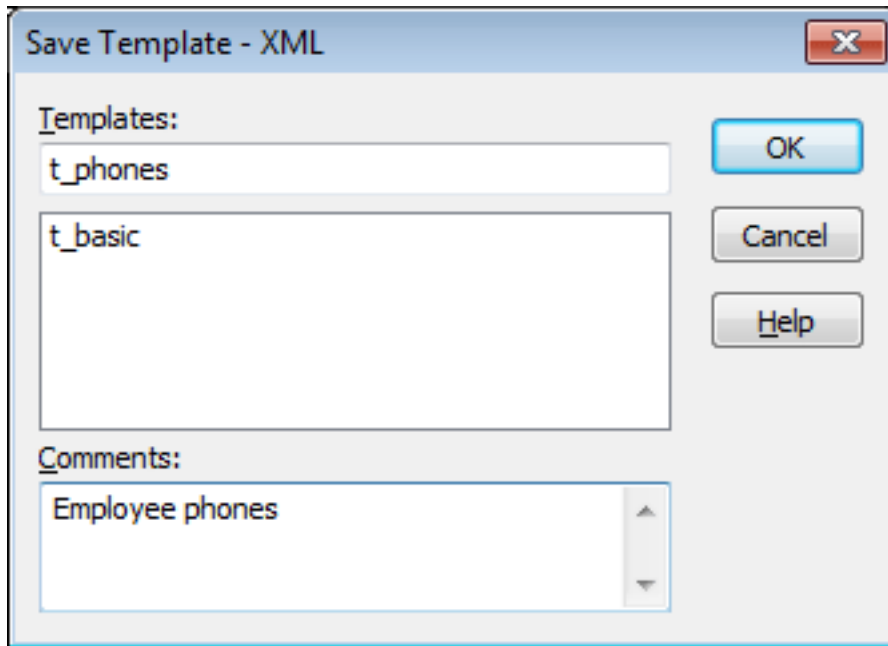 Save Template - XML
Templates:
t_phones
OK
t_basic
Cancel
Help
Comments:
Employee phones